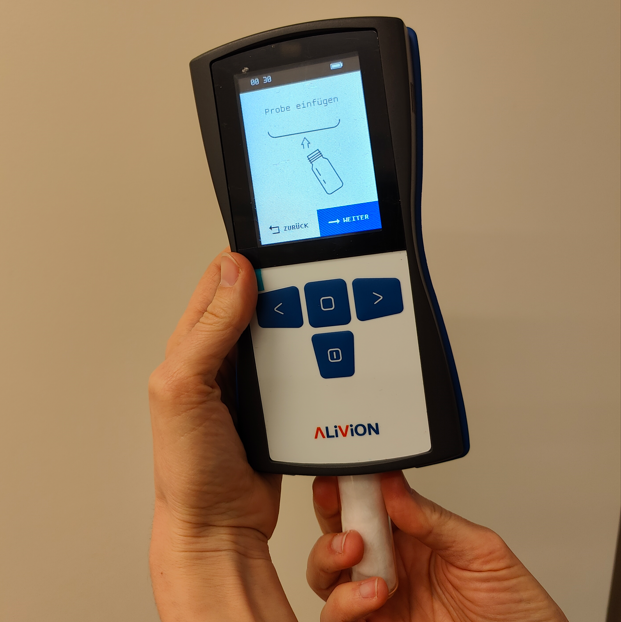 00 30
Probe einfügen
ZURÜCK
WEITER
ALiViON